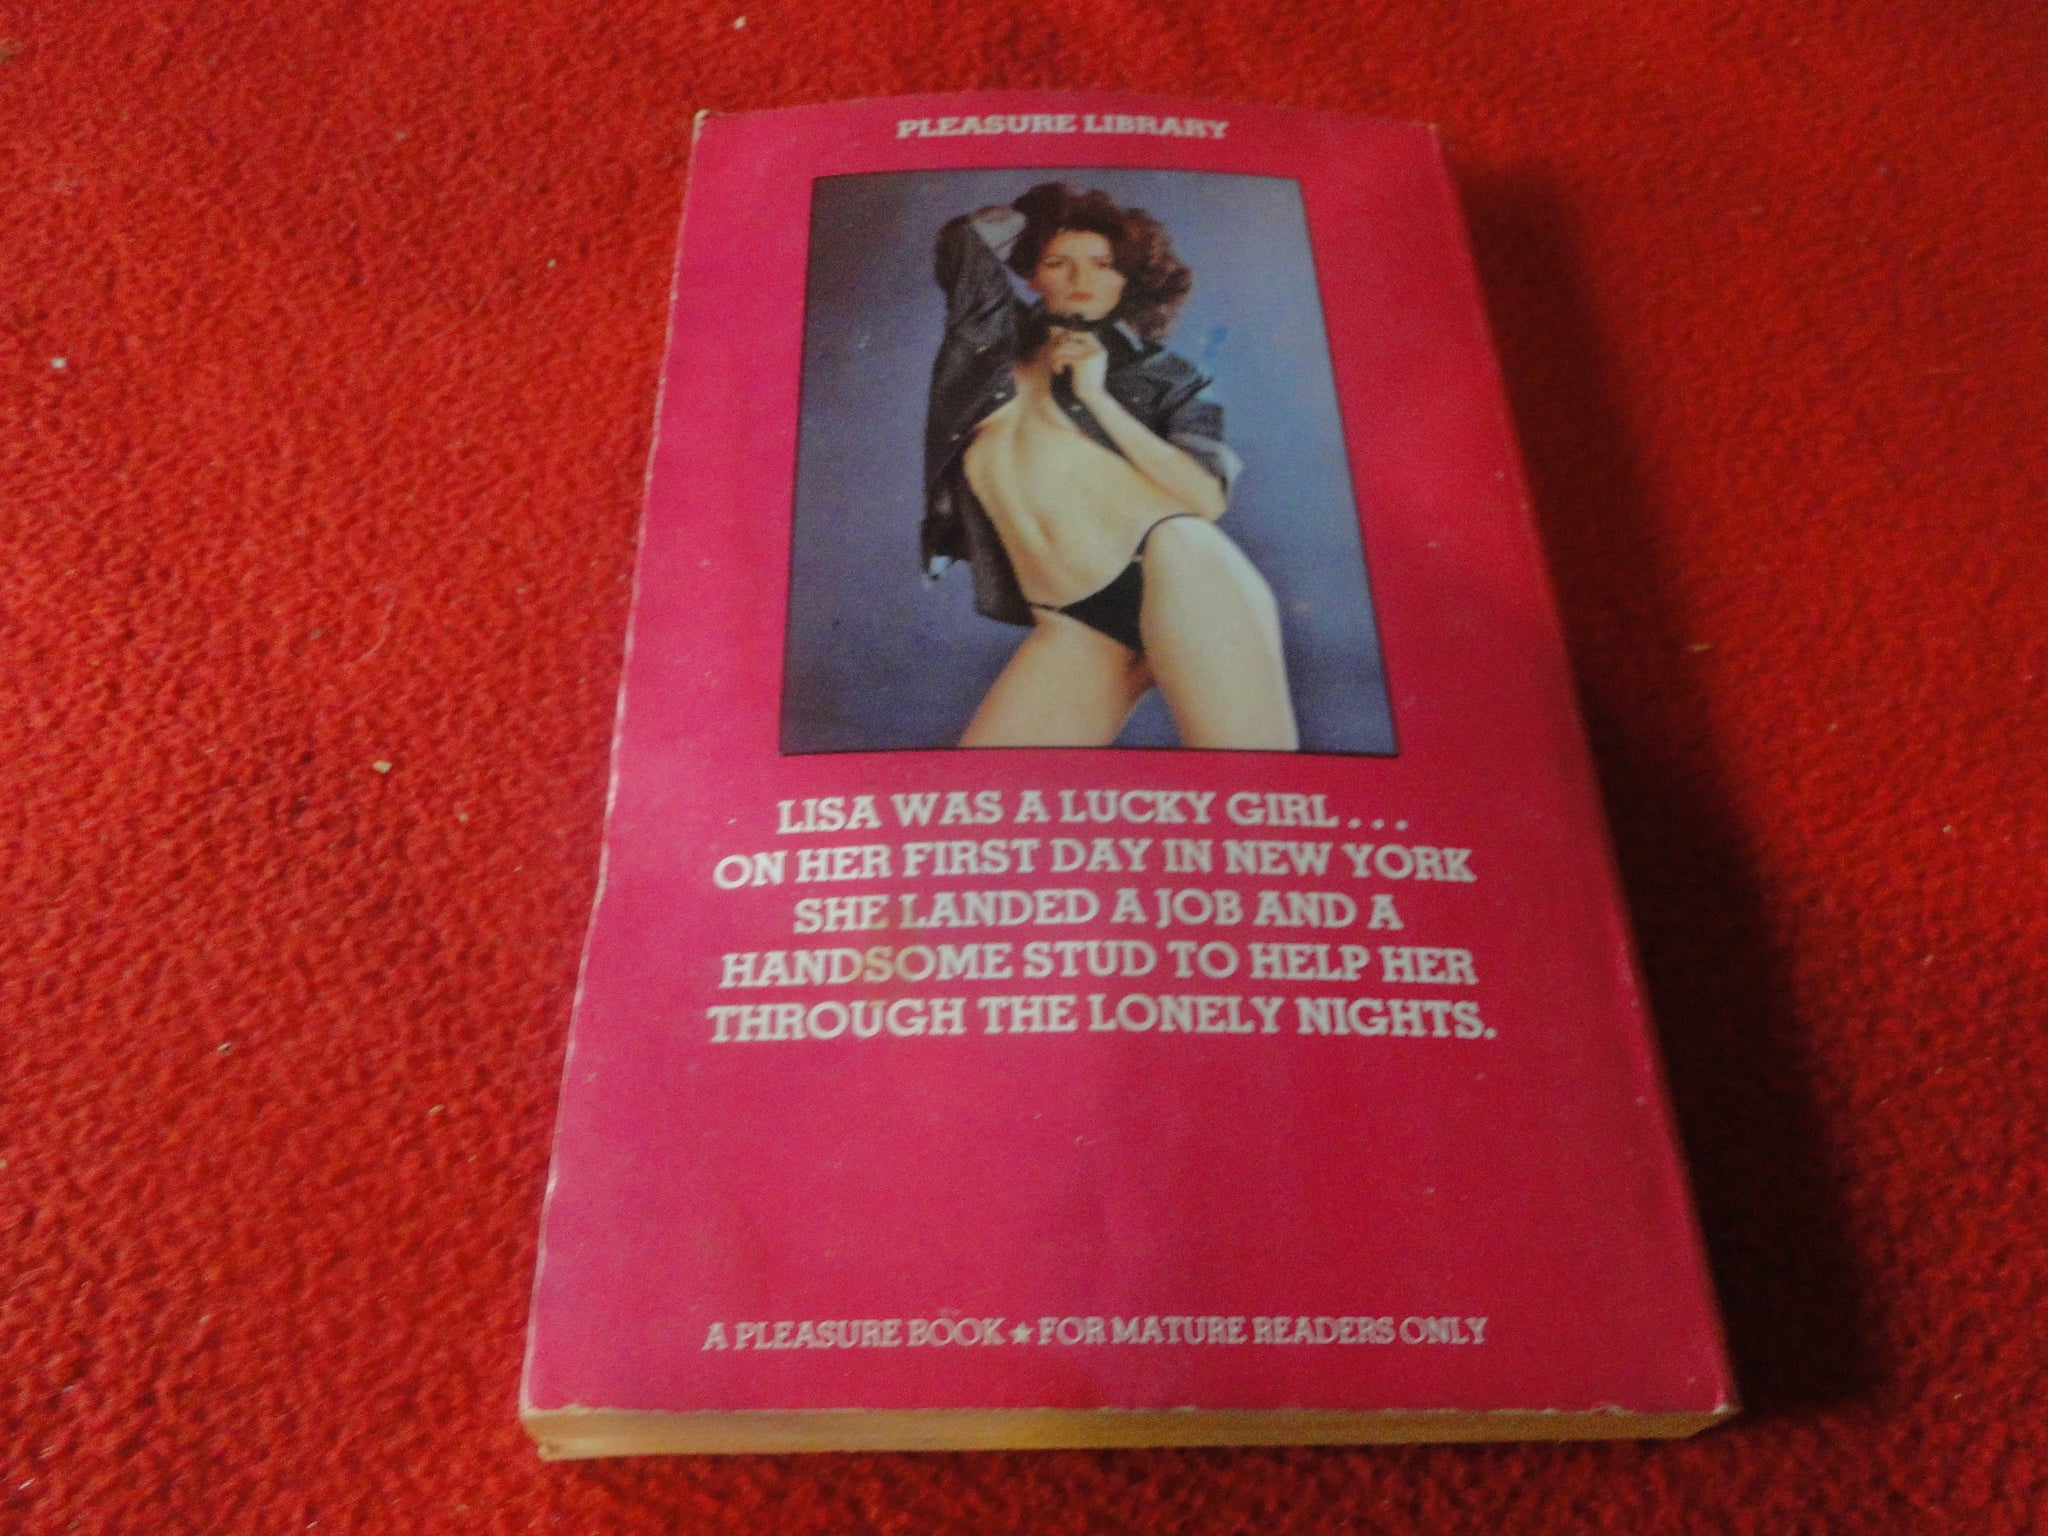 PLEASURE LIBRARY
LISA WAS A LUCKY GIRL...
ON HER FIRST DAY IN NEW YORK
SHE LANDED A JOB AND A
HANDSOME STUD TO HELP HER
THROUGH THE LONELY NIGHTS.
A PLEASURE BOOK ★ FOR MATURE READERS ONLY